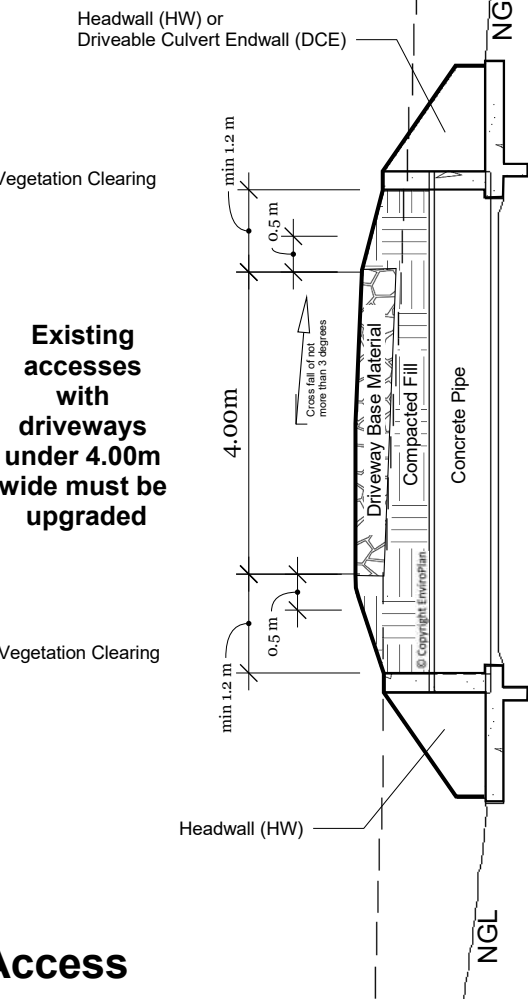 Headwall (HW) or
Driveable Culvert Endwall (DCE)
NG
Vegetation Clearing
min 1.2 m
0.5 m
Existing
accesses
with
driveways
under 4.00m
wide must be
upgraded
4.00m
Cross fall of not
more than 3 degrees
Driveway Base Material
Compacted Fill
Concrete Pipe
© Copyright EnviroPlan
0.5 m
Vegetation Clearing
min 1.2 m
Headwall (HW)
NGL
Access